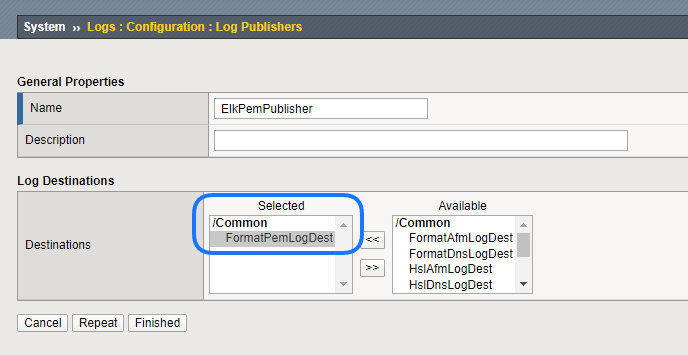 System ›› Logs : Configuration : Log Publishers
General Properties
Name ElkPemPublisher
Description
Log Destinations
Selected Available
/Common /Common
FormatPemLogDest << FormatAfmLogDest
FormatDnsLogDest
Destinations >> HslAfmLogDest
HslDnsLogDest
Cancel Repeat Finished